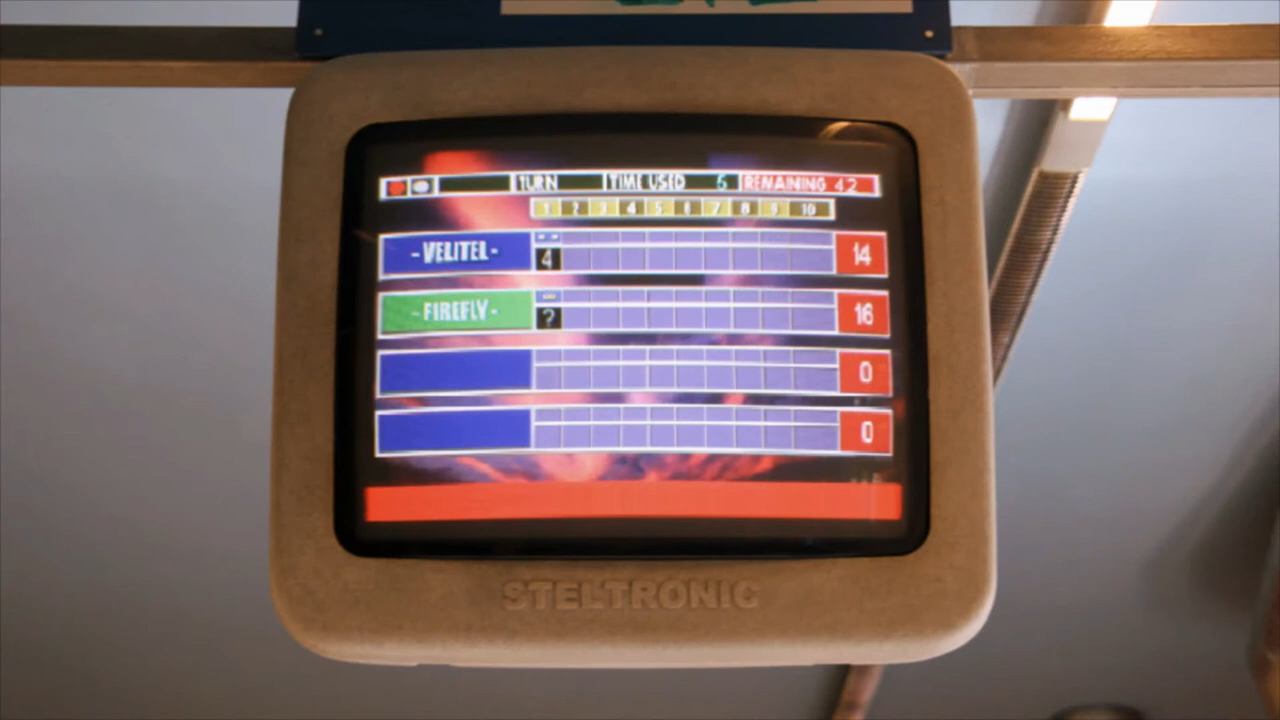 TURN TIME USED 5 REMAINING 42
1 2 3 4 5 6 7 8 9 10
-VELITEL- - - 4 14
-FIREFLY- ? 16
0
0
STELTRONIC